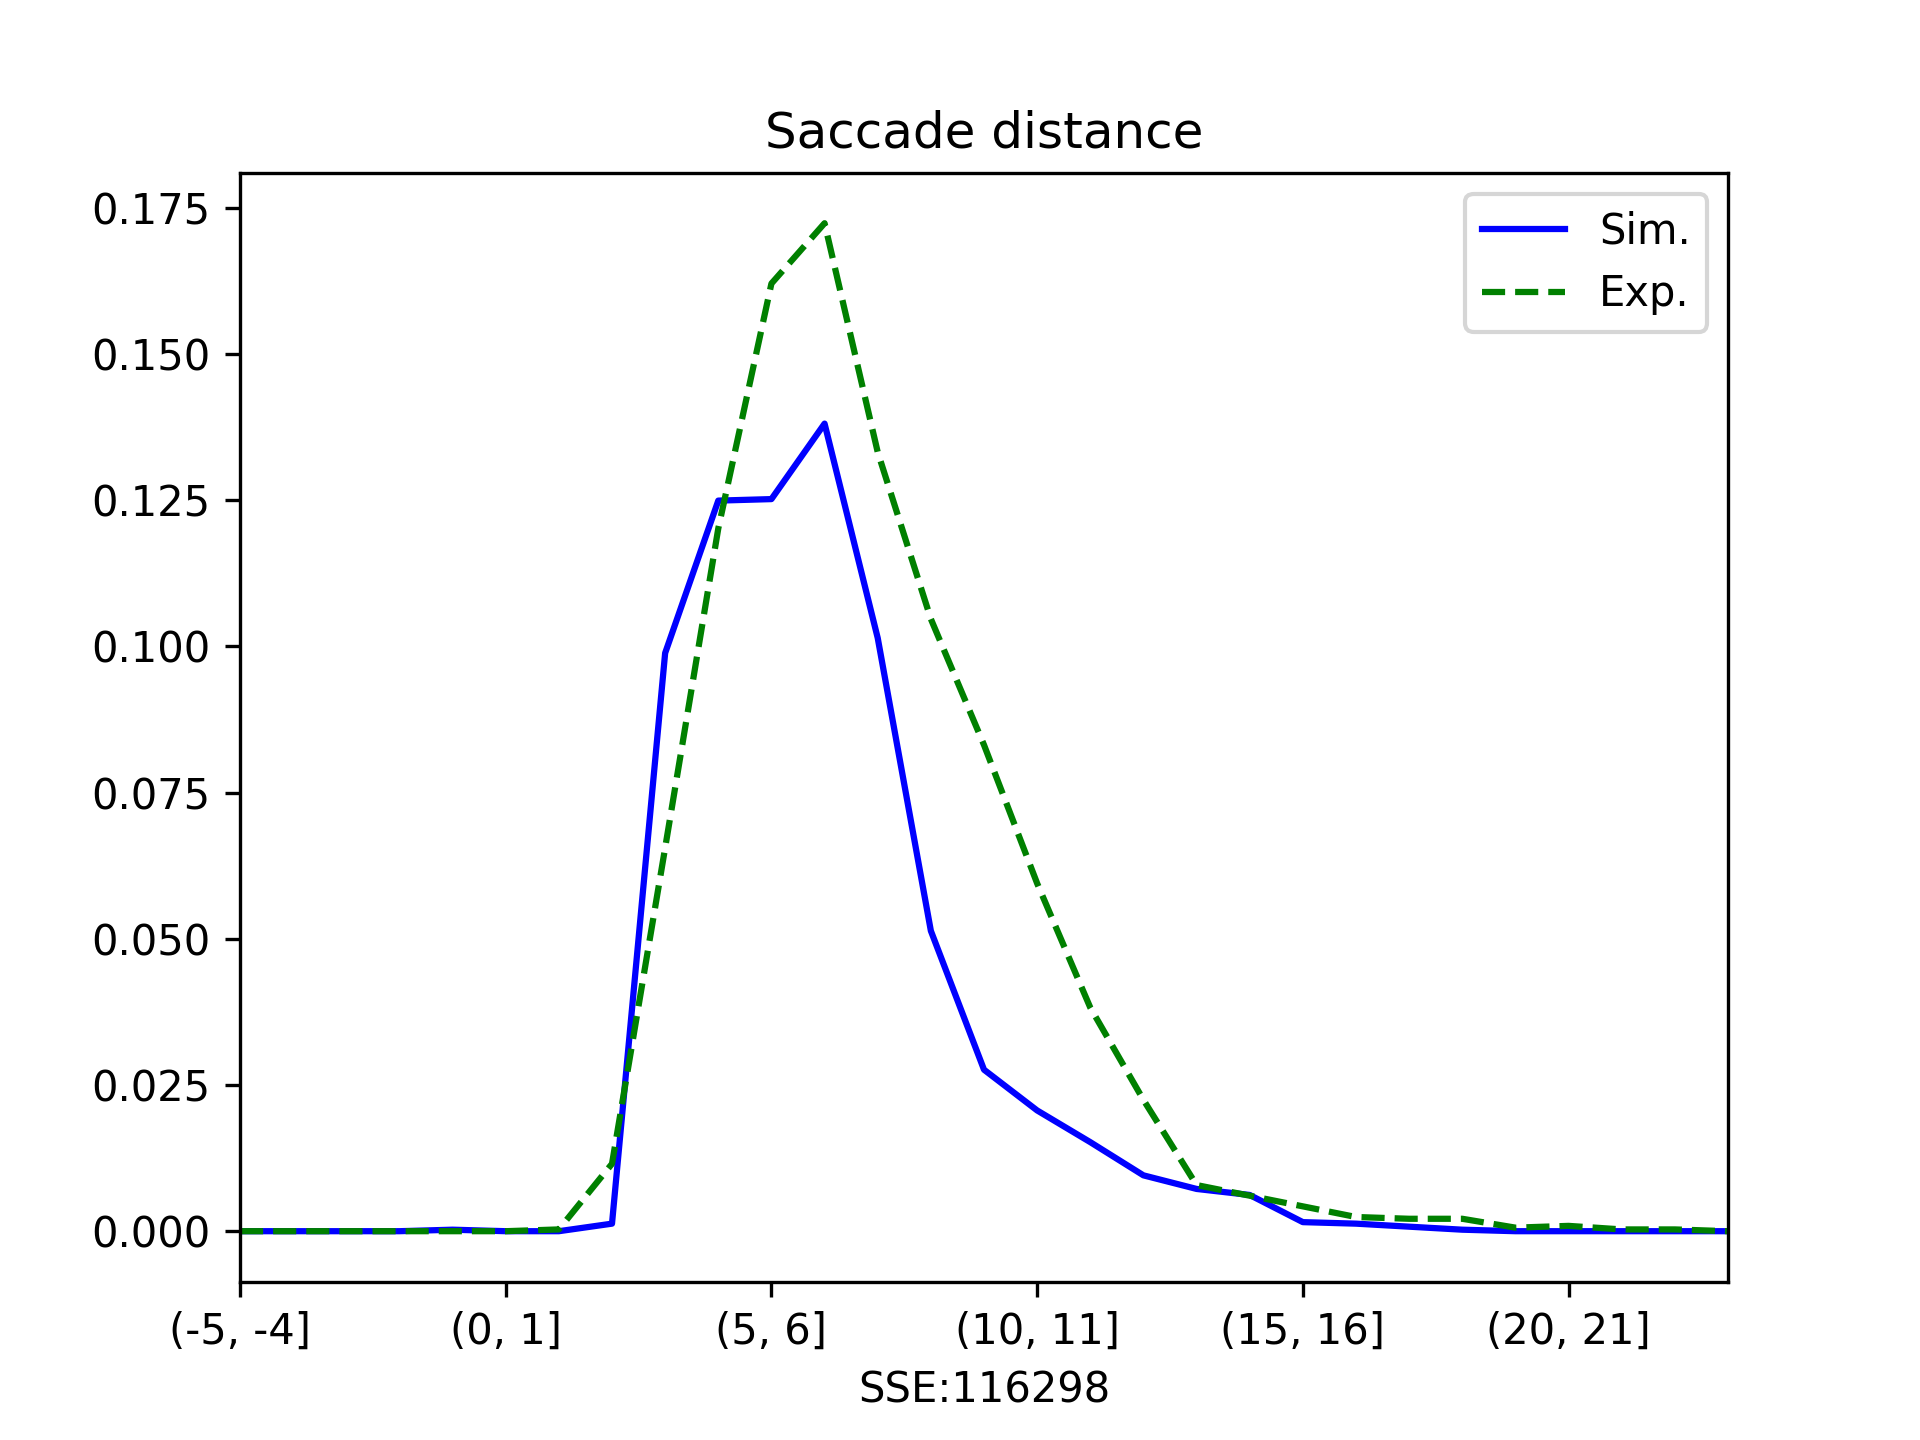 Saccade distance
0.175
0.150
0.125
0.100
0.075
0.050
0.025
0.000
Sim.
Exp.
(-5, -4] (0, 1] (5, 6] (10, 11] (15, 16] (20, 21]
SSE:116298